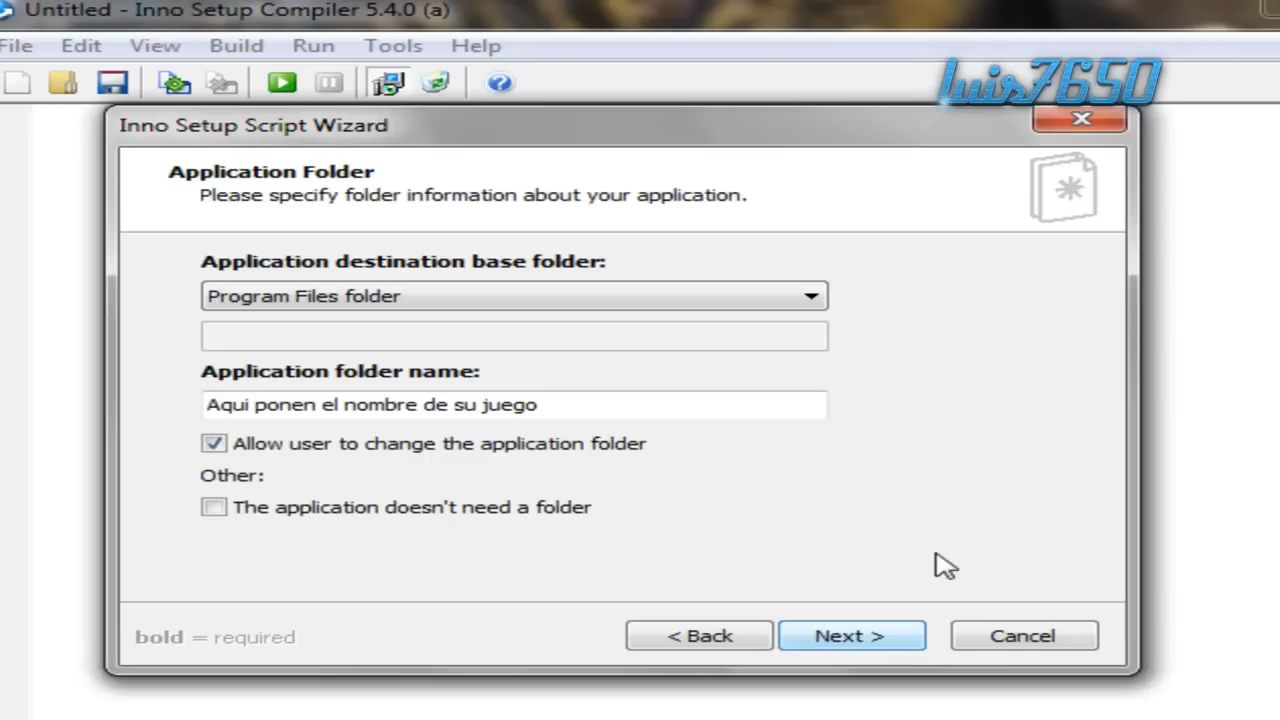 Untitled - Inno Setup Compiler 5.4.0 (a)
File Edit View Build Run Tools Help
luis7650
Inno Setup Script Wizard
Application Folder
Please specify folder information about your application.
Application destination base folder:
Program Files folder
Application folder name:
Aqui ponen el nombre de su juego
Allow user to change the application folder
Other:
The application doesn't need a folder
bold = required
< Back Next > Cancel